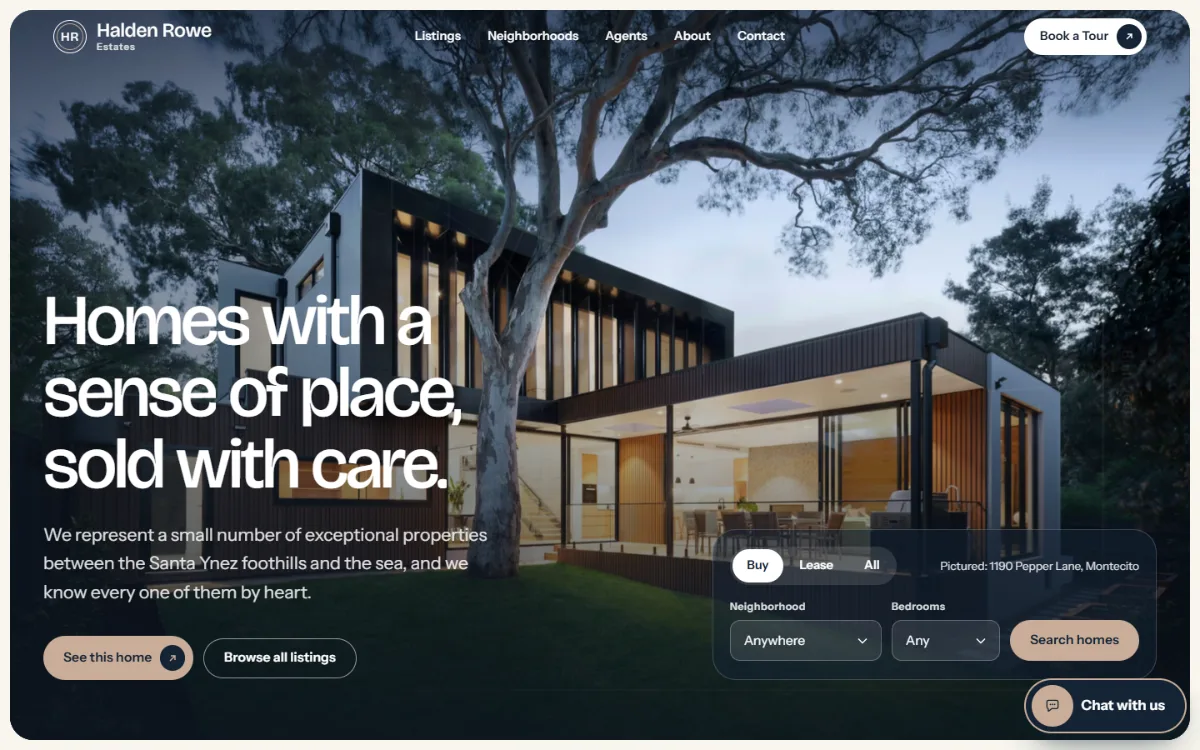 HR
Halden Rowe
Estates
Listings
Neighborhoods
Agents
About
Contact
Book a Tour
Homes with a
sense of place,
sold with care.
We represent a small number of exceptional properties
between the Santa Ynez foothills and the sea, and we
know every one of them by heart.
See this home
Browse all listings
Buy
Lease
All
Pictured: 1190 Pepper Lane, Montecito
Neighborhood
Bedrooms
Anywhere
Any
Search homes
Chat with us